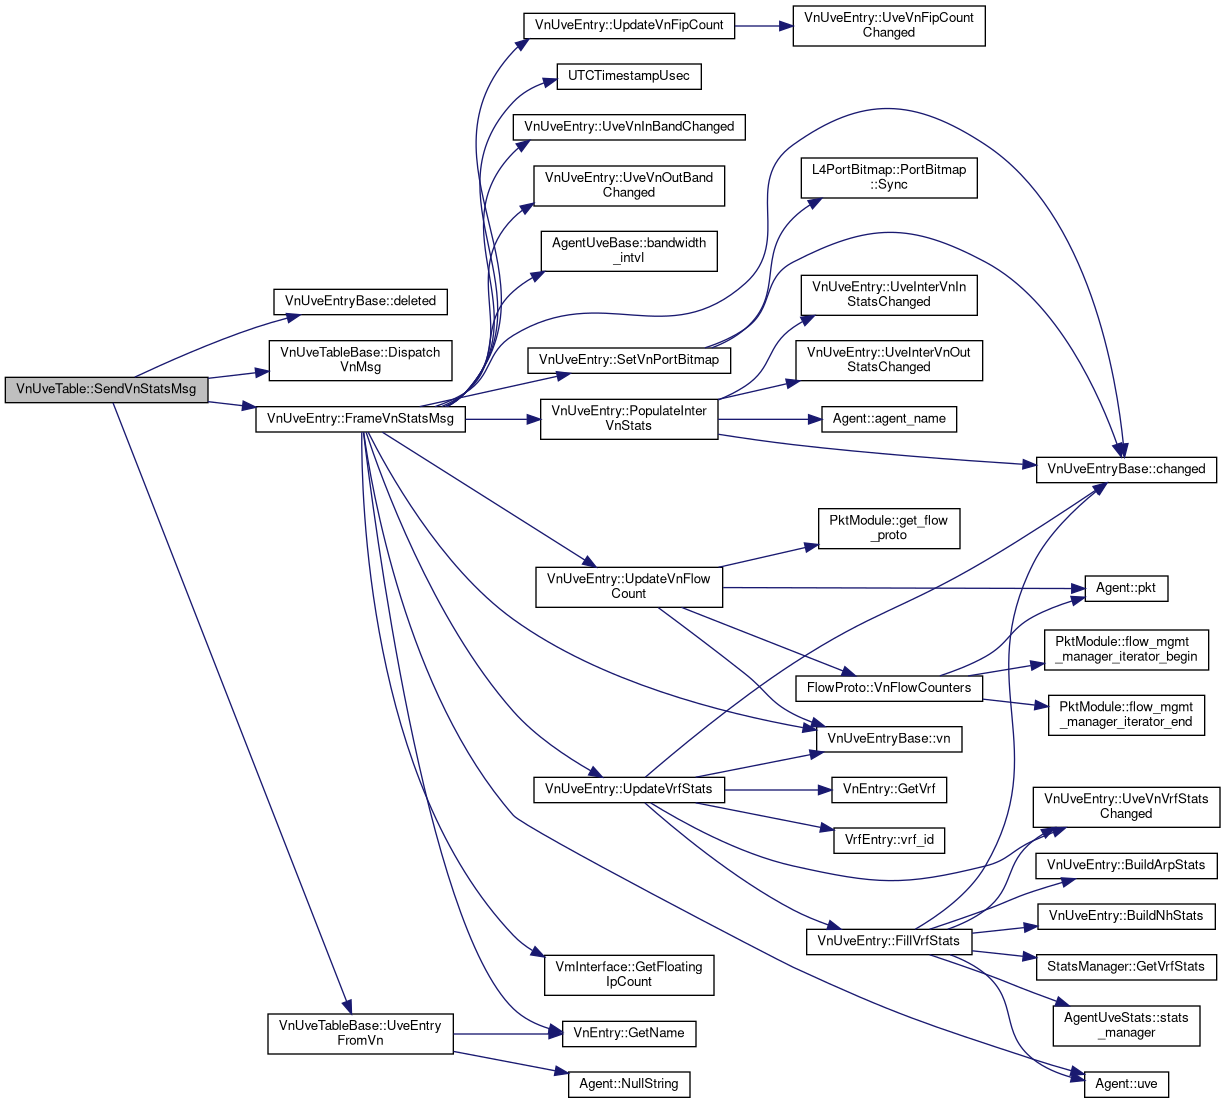 VnUveEntry::UpdateVnFipCount
VnUveEntry::UveVnFipCount
Changed
UTCTimestampUsec
VnUveEntry::UveVnInBandChanged
VnUveEntry::UveVnOutBand
Changed
L4PortBitmap::PortBitmap
::Sync
AgentUveBase::bandwidth
_intvl
VnUveEntryBase::deleted
VnUveEntry::UveInterVnIn
StatsChanged
VnUveTableBase::Dispatch
VnMsg
VnUveEntry::SetVnPortBitmap
VnUveEntry::UveInterVnOut
StatsChanged
VnUveTable::SendVnStatsMsg
VnUveEntry::FrameVnStatsMsg
VnUveEntry::PopulateInter
VnStats
Agent::agent_name
VnUveEntryBase::changed
PktModule::get_flow
_proto
VnUveEntry::UpdateVnFlow
Count
Agent::pkt
PktModule::flow_mgmt
_manager_iterator_begin
FlowProto::VnFlowCounters
PktModule::flow_mgmt
_manager_iterator_end
VnUveEntryBase::vn
VnUveEntry::UpdateVrfStats
VnEntry::GetVrf
VnUveEntry::UveVnVrfStats
Changed
VrfEntry::vrf_id
VnUveEntry::BuildArpStats
VnUveEntry::BuildNhStats
VnUveEntry::FillVrfStats
StatsManager::GetVrfStats
VmInterface::GetFloating
IpCount
AgentUveStats::stats
_manager
VnUveTableBase::UveEntry
FromVn
VnEntry::GetName
Agent::NullString
Agent::uve